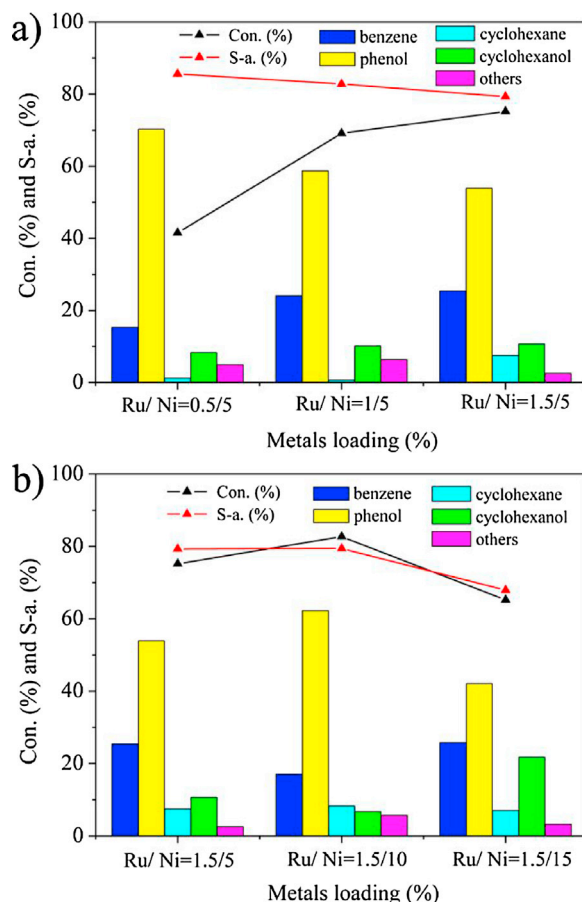 a)
100
80
60
40
20
0
Con. (%) and S-a. (%)
Con. (%)
S-a. (%)
benzene
phenol
cyclohexane
cyclohexanol
others
Ru/ Ni=0.5/5
Ru/ Ni=1/5
Ru/ Ni=1.5/5
Metals loading (%)
b)
100
80
60
40
20
0
Con. (%) and S-a. (%)
Con. (%)
S-a. (%)
benzene
phenol
cyclohexane
cyclohexanol
others
Ru/ Ni=1.5/5
Ru/ Ni=1.5/10
Ru/ Ni=1.5/15
Metals loading (%)